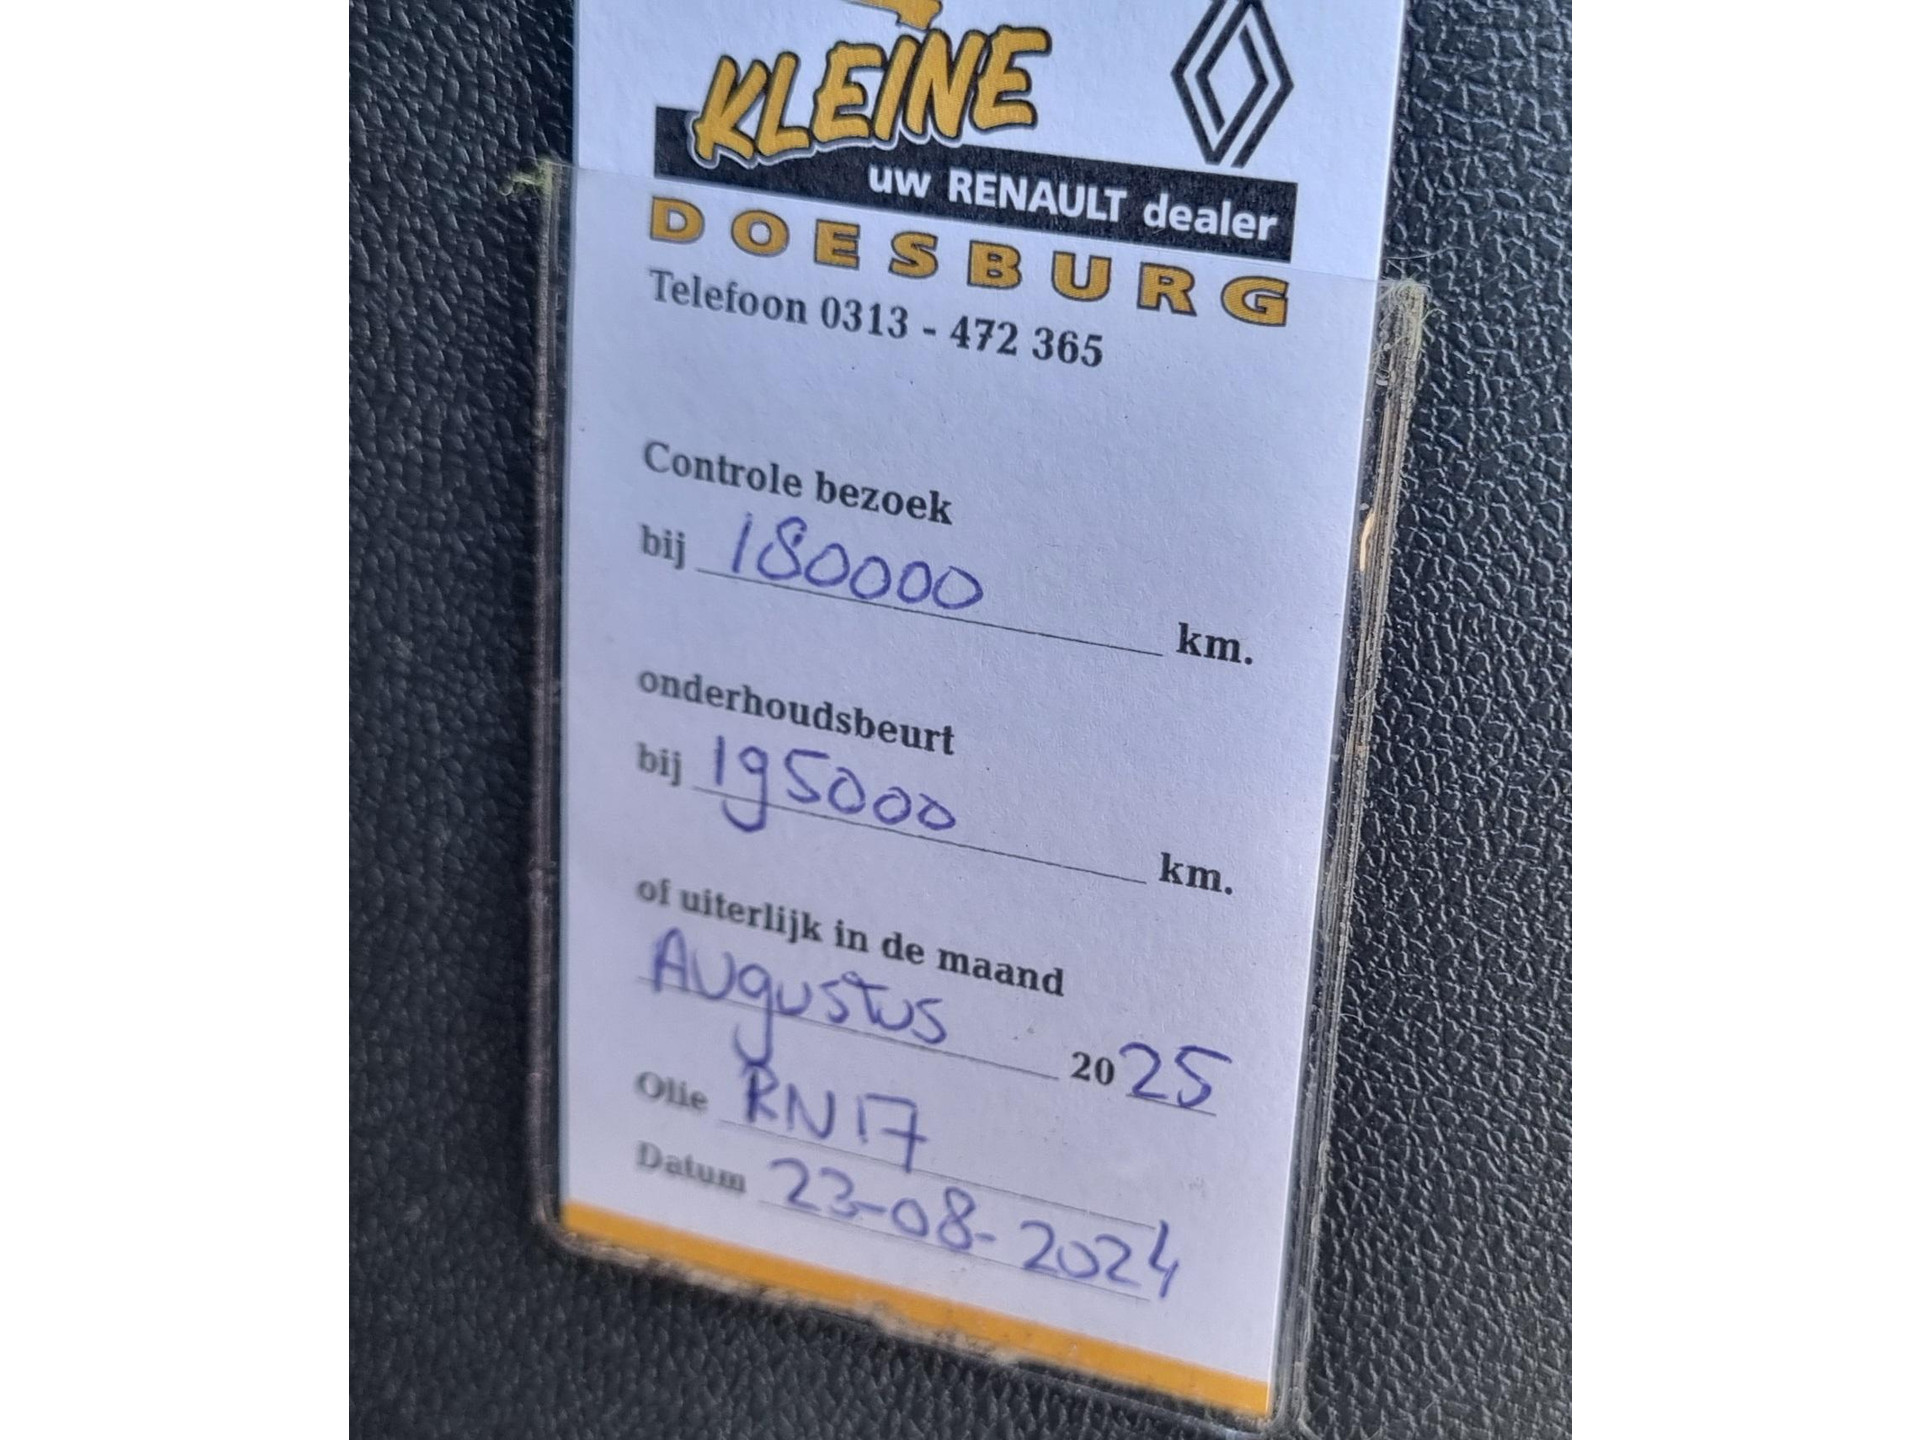 KLEINE
uw RENAULT dealer
DOESBURG
Telefoon 0313 - 472 365
Controle bezoek
bij 180000 km.
onderhoudsbeurt
bij 195000 km.
of uiterlijk in de maand
Augustus 2025
Olie RN17
Datum 23-08-2024